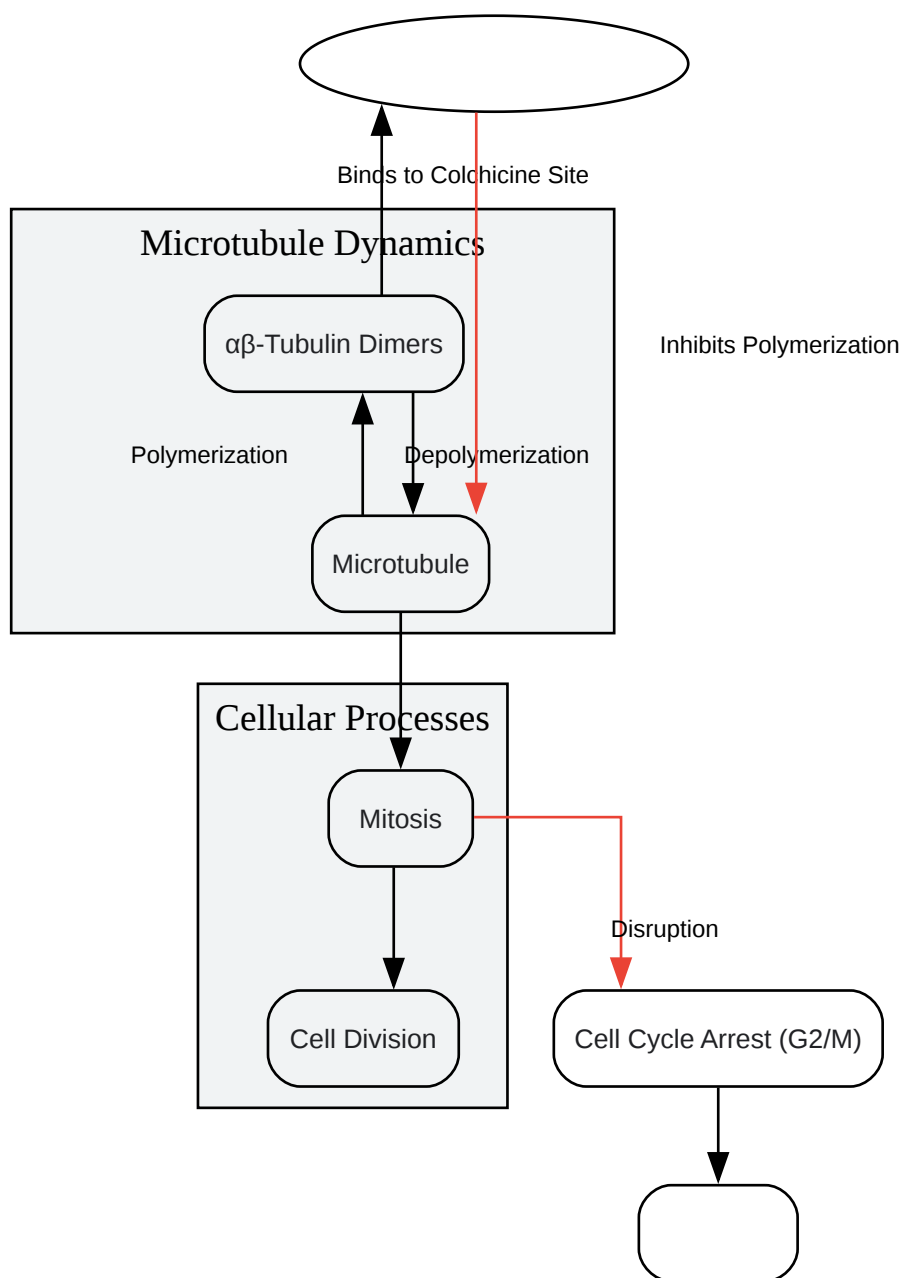 Binds to Colchicine Site
Microtubule Dynamics
αβ-Tubulin Dimers
Inhibits Polymerization
Polymerization
Depolymerization
Microtubule
Cellular Processes
Mitosis
Disruption
Cell Division
Cell Cycle Arrest (G2/M)